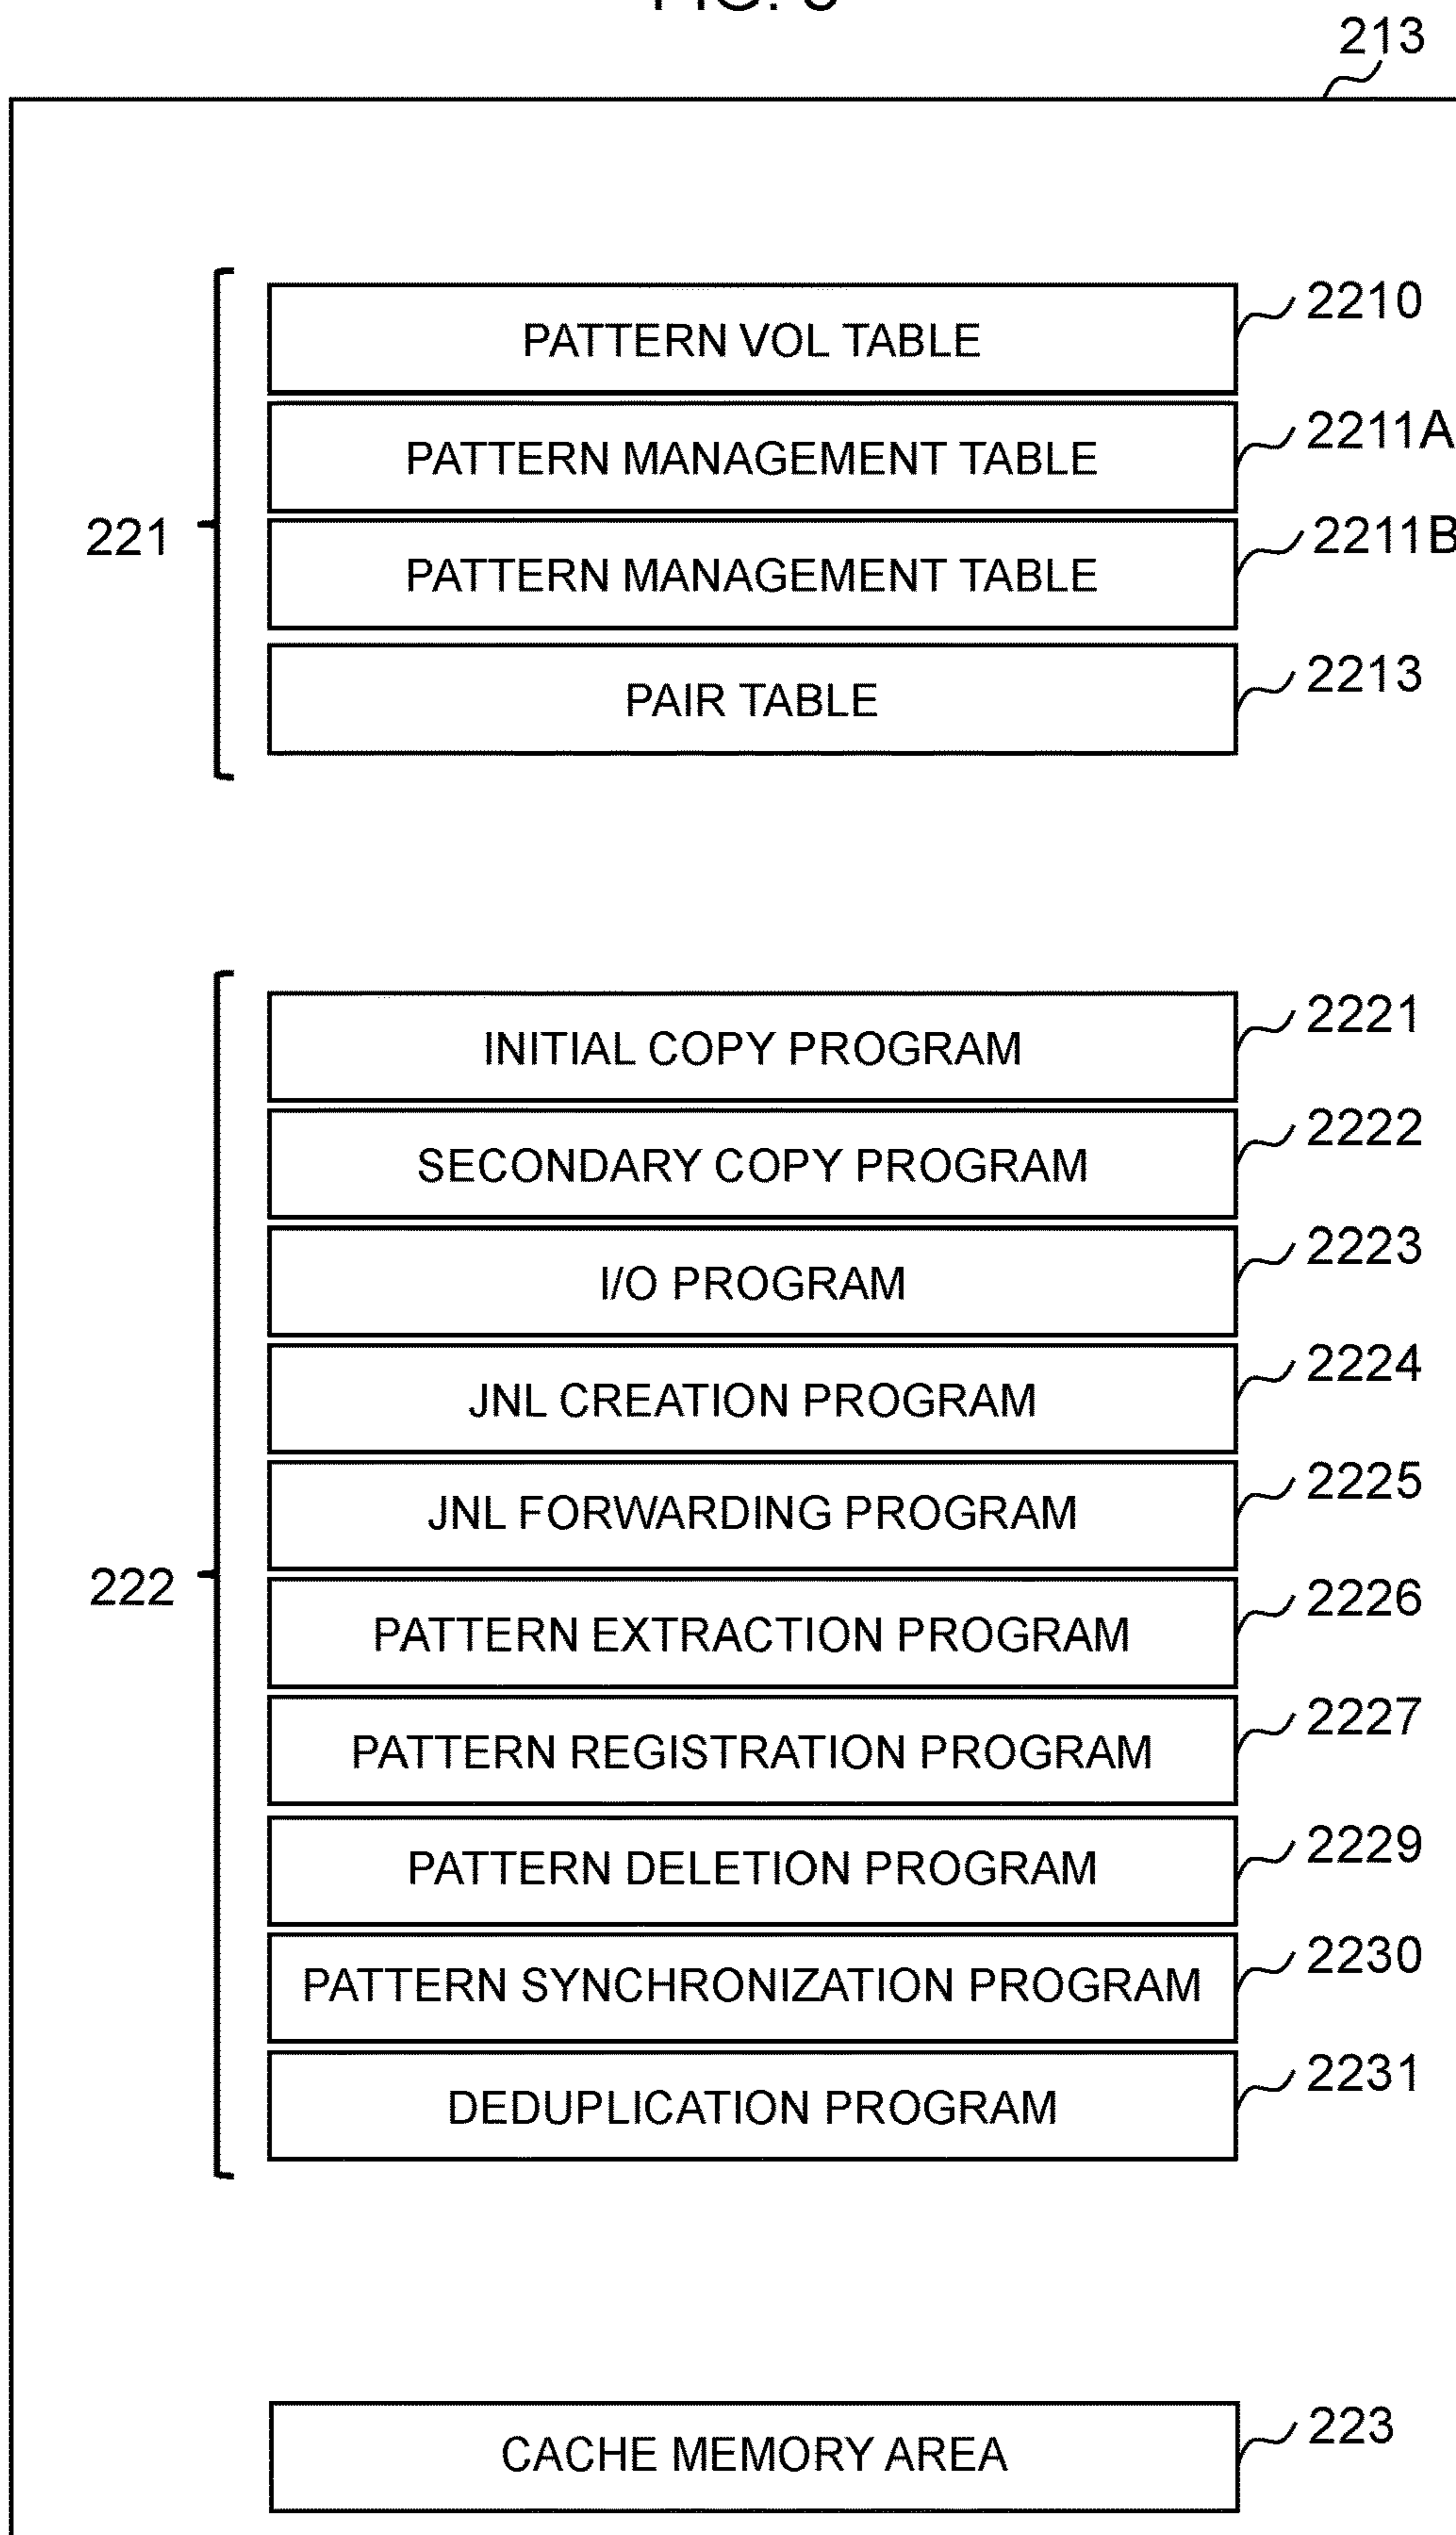 213
PATTERN VOL TABLE 2210
PATTERN MANAGEMENT TABLE 2211A
221
PATTERN MANAGEMENT TABLE 2211B
PAIR TABLE 2213
INITIAL COPY PROGRAM 2221
SECONDARY COPY PROGRAM 2222
I/O PROGRAM 2223
JNL CREATION PROGRAM 2224
JNL FORWARDING PROGRAM 2225
222
PATTERN EXTRACTION PROGRAM 2226
PATTERN REGISTRATION PROGRAM 2227
PATTERN DELETION PROGRAM 2229
PATTERN SYNCHRONIZATION PROGRAM 2230
DEDUPLICATION PROGRAM 2231
CACHE MEMORY AREA 223